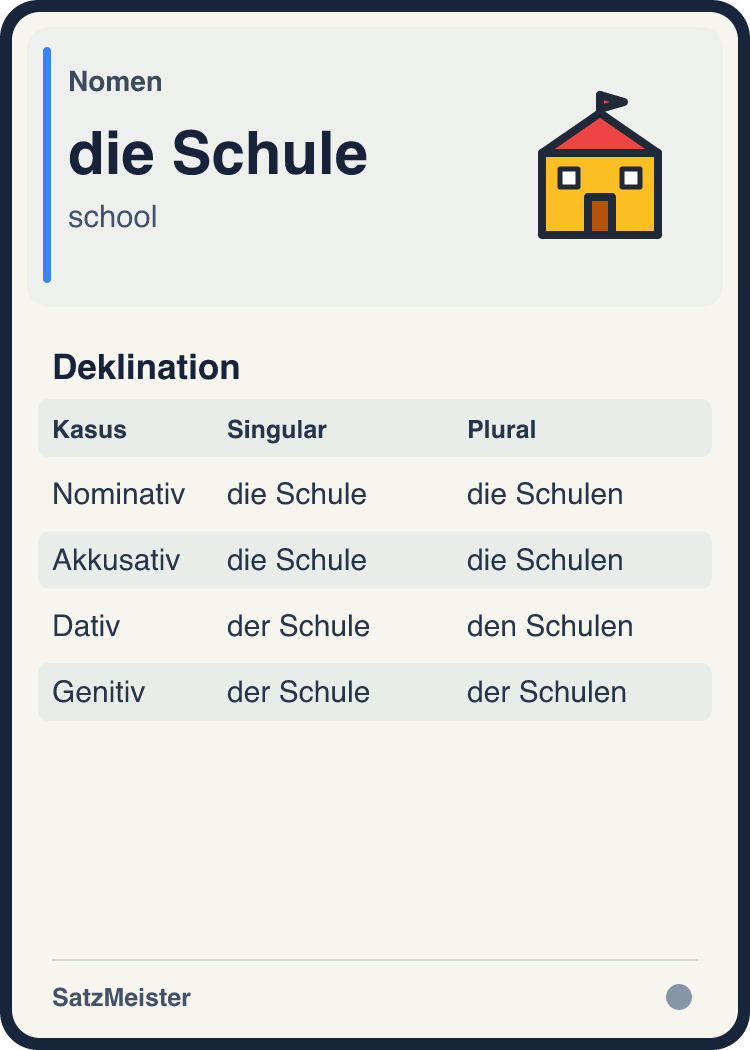 Nomen
die Schule
school
Deklination
Kasus Singular Plural
Nominativ die Schule die Schulen
Akkusativ die Schule die Schulen
Dativ der Schule den Schulen
Genitiv der Schule der Schulen
SatzMeister